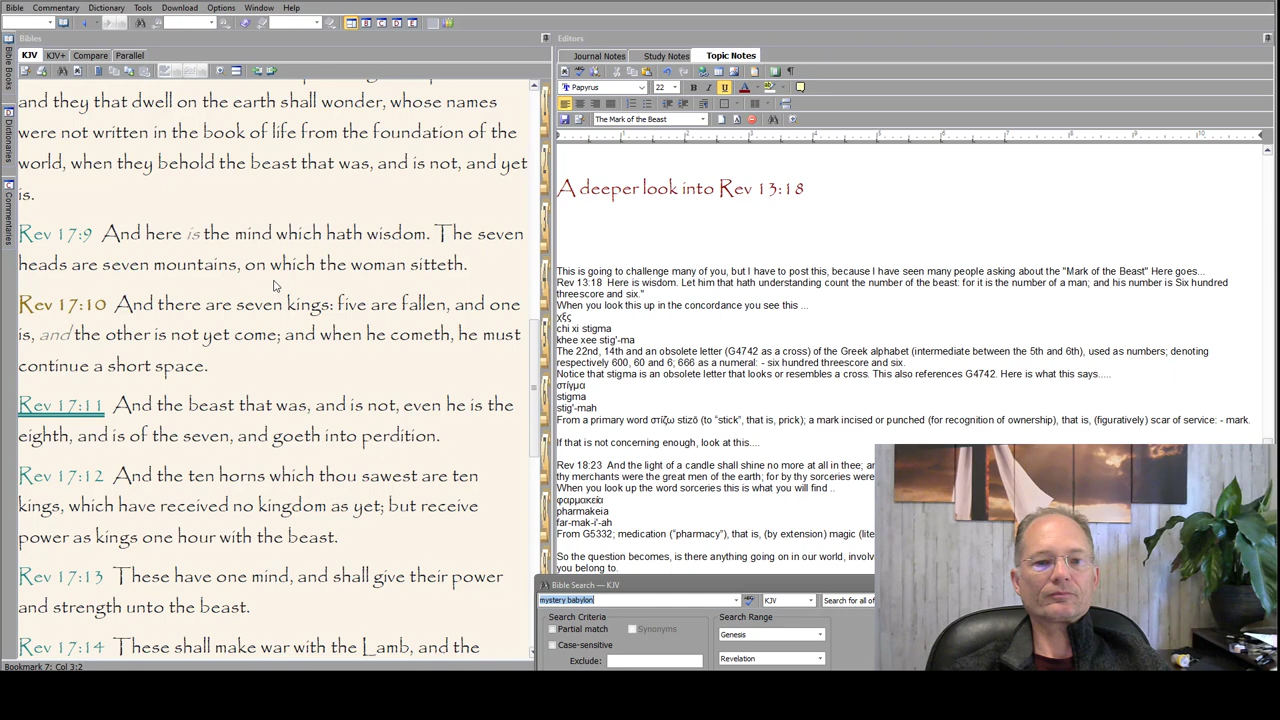 Bible Commentary Dictionary Tools Download Options Window Help
Bibles
Editors
KJV KJV+ Compare Parallel
Journal Notes Study Notes Topic Notes
Bible Books
Dictionaries
Commentaries
Papyrus 22
The Mark of the Beast
and they that dwell on the earth shall wonder, whose names
were not written in the book of life from the foundation of the
world, when they behold the beast that was, and is not, and yet
is.
Rev 17:9 And here is the mind which hath wisdom. The seven
heads are seven mountains, on which the woman sitteth.
Rev 17:10 And there are seven kings: five are fallen, and one
is, and the other is not yet come; and when he cometh, he must
continue a short space.
Rev 17:11 And the beast that was, and is not, even he is the
eighth, and is of the seven, and goeth into perdition.
Rev 17:12 And the ten horns which thou sawest are ten
kings, which have received no kingdom as yet; but receive
power as kings one hour with the beast.
Rev 17:13 These have one mind, and shall give their power
and strength unto the beast.
Rev 17:14 These shall make war with the Lamb, and the
Bookmark 7; Col 3:2
1 2 3 4 5 6 7 8 9 10
A deeper look into Rev 13:18
This is going to challenge many of you, but I have to post this, because I have seen many people asking about the "Mark of the Beast" Here goes...
Rev 13:18 Here is wisdom. Let him that hath understanding count the number of the beast: for it is the number of a man; and his number is Six hundred
threescore and six."
When you look this up in the concordance you see this ...
χξς
chi xi stigma
khee xee stig'-ma
The 22nd, 14th and an obsolete letter (G4742 as a cross) of the Greek alphabet (intermediate between the 5th and 6th), used as numbers; denoting
respectively 600, 60 and 6; 666 as a numeral: - six hundred threescore and six.
Notice that stigma is an obsolete letter that looks or resembles a cross. This also references G4742. Here is what this says.....
στίγμα
stigma
stig'-mah
From a primary word στίζω stizō (to "stick", that is, prick); a mark incised or punched (for recognition of ownership), that is, (figuratively) scar of service: - mark.
If that is not concerning enough, look at this....
Rev 18:23 And the light of a candle shall shine no more at all in thee; an
thy merchants were the great men of the earth; for by thy sorceries were
When you look up the word sorceries this is what you will find ..
φαρμακεία
pharmakeia
far-mak-i'-ah
From G5332; medication ("pharmacy"), that is, (by extension) magic (lite
So the question becomes, is there anything going on in our world, involv
you belong to.
Bible Search — KJV
mystery babylon KJV Search for all of
Search Criteria
Partial match Synonyms
Case-sensitive
Exclude:
Search Range
Genesis
Revelation